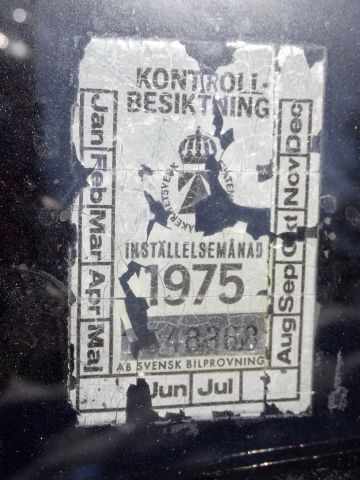 KONTROLL-
BESIKTNING
Jan Feb Mar Apr Maj
Jun Jul
Aug Sep Okt Nov Dec
INSTÄLLELSEMÅNAD
1975
48368
AB SVENSK BILPROVNING